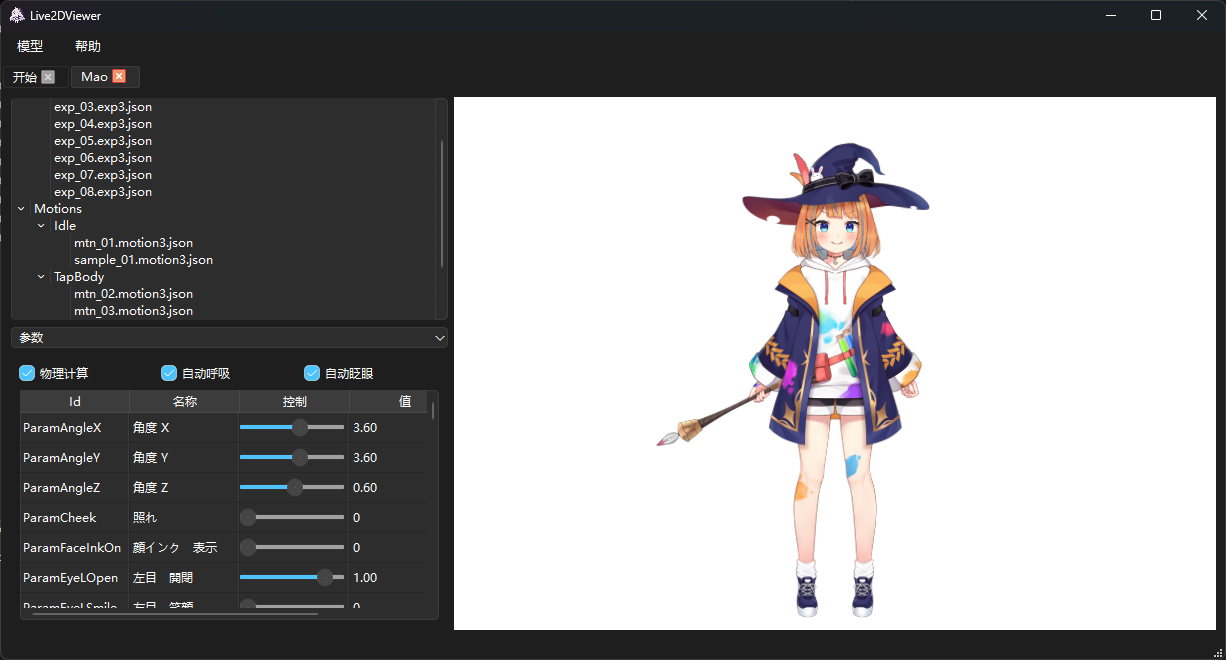 Live2DViewer
模型 帮助
开始 Mao
exp_03.exp3.json
exp_04.exp3.json
exp_05.exp3.json
exp_06.exp3.json
exp_07.exp3.json
exp_08.exp3.json
Motions
Idle
mtn_01.motion3.json
sample_01.motion3.json
TapBody
mtn_02.motion3.json
mtn_03.motion3.json
参数
物理计算 自动呼吸 自动眨眼
Id 名称 控制 值
ParamAngleX 角度 X 3.60
ParamAngleY 角度 Y 3.60
ParamAngleZ 角度 Z 0.60
ParamCheek 照れ 0
ParamFaceInkOn 顔インク　表示 0
ParamEyeLOpen 左目　開閉 1.00
ParamEyeLSmile 左目　笑顔 0